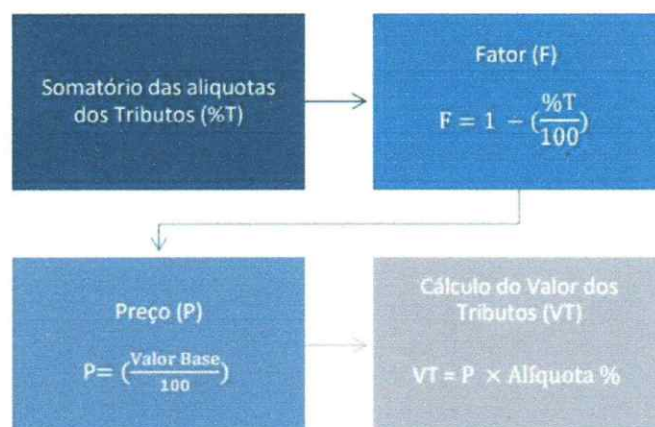 Somatório das aliquotas
dos Tributos (%T)
Fator (F)
F = 1 − (%T/100)
Preço (P)
P= (Valor Base/100)
Cálculo do Valor dos
Tributos (VT)
VT = P × Alíquota %